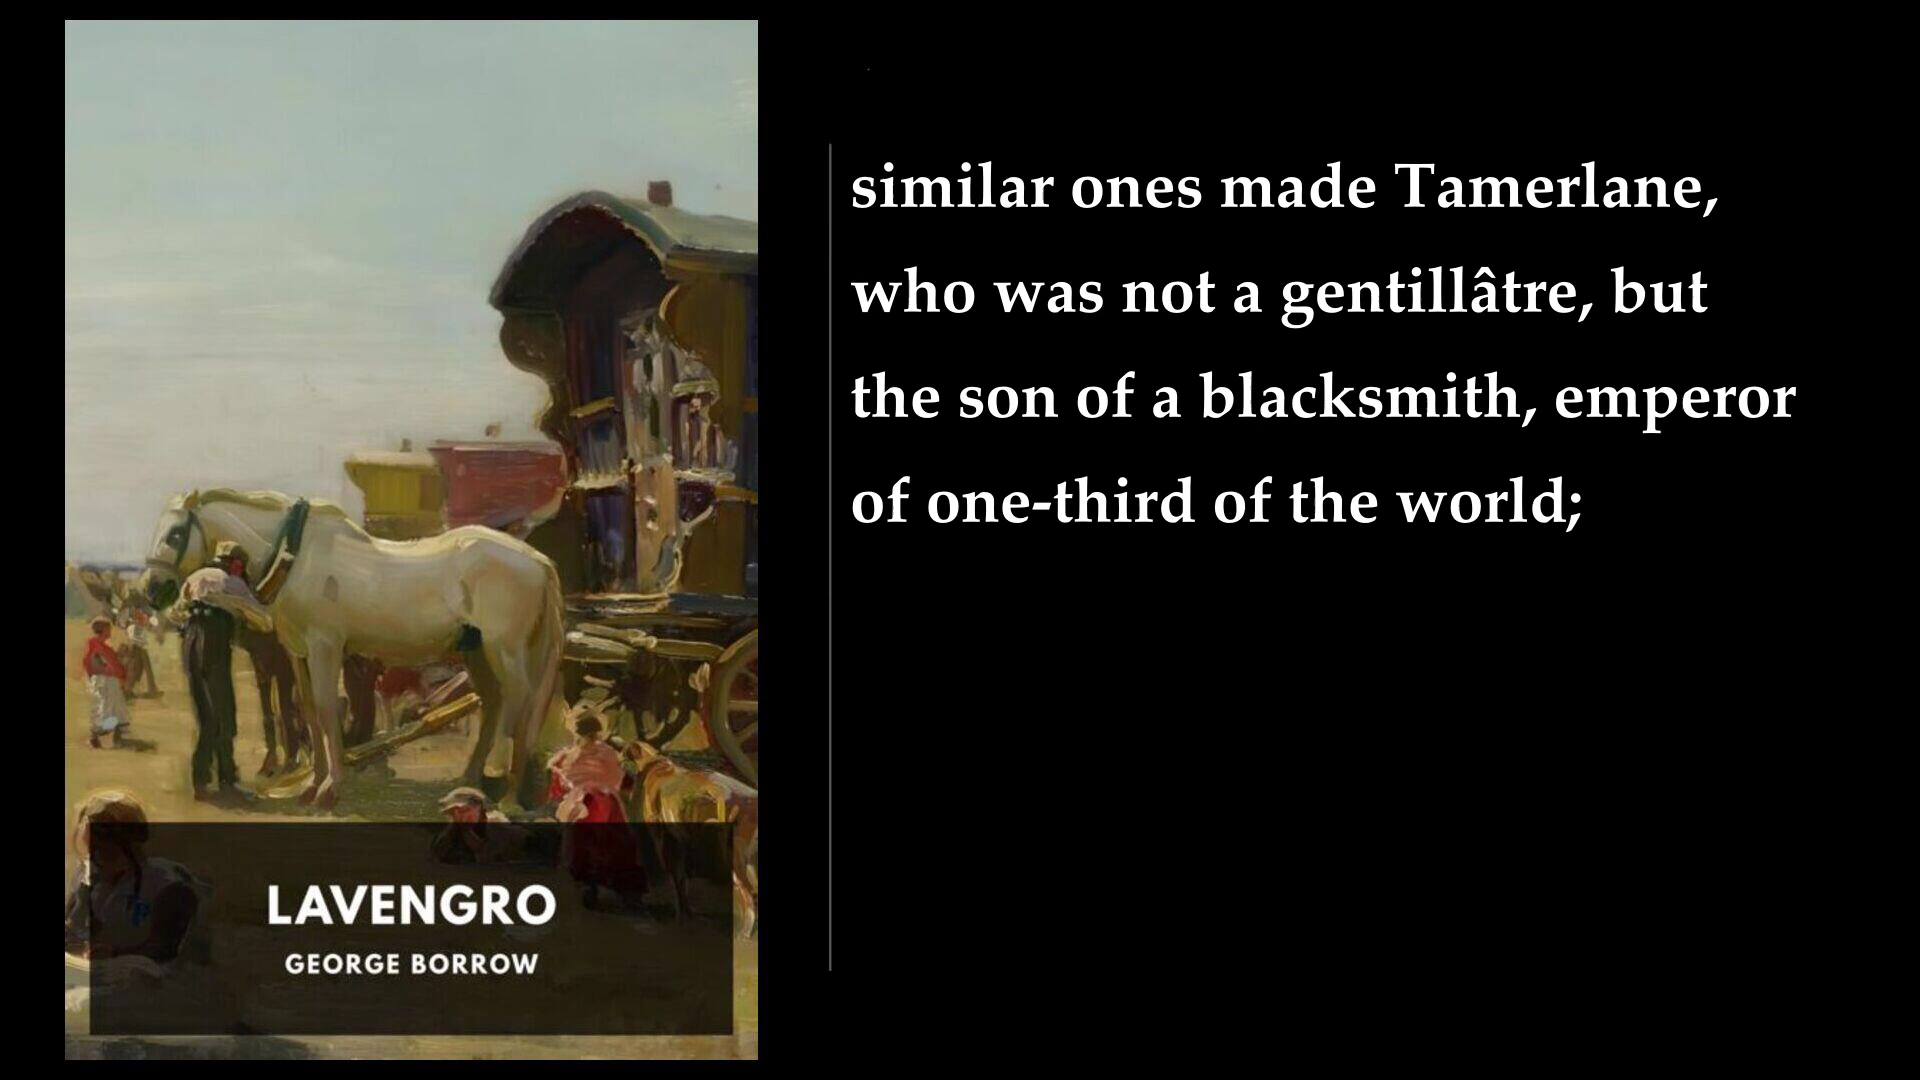 similar ones made Tamerlane,
who was not a gentillâtre, but
the son of a blacksmith, emperor
of one-third of the world;
LAVENGRO
GEORGE BORROW